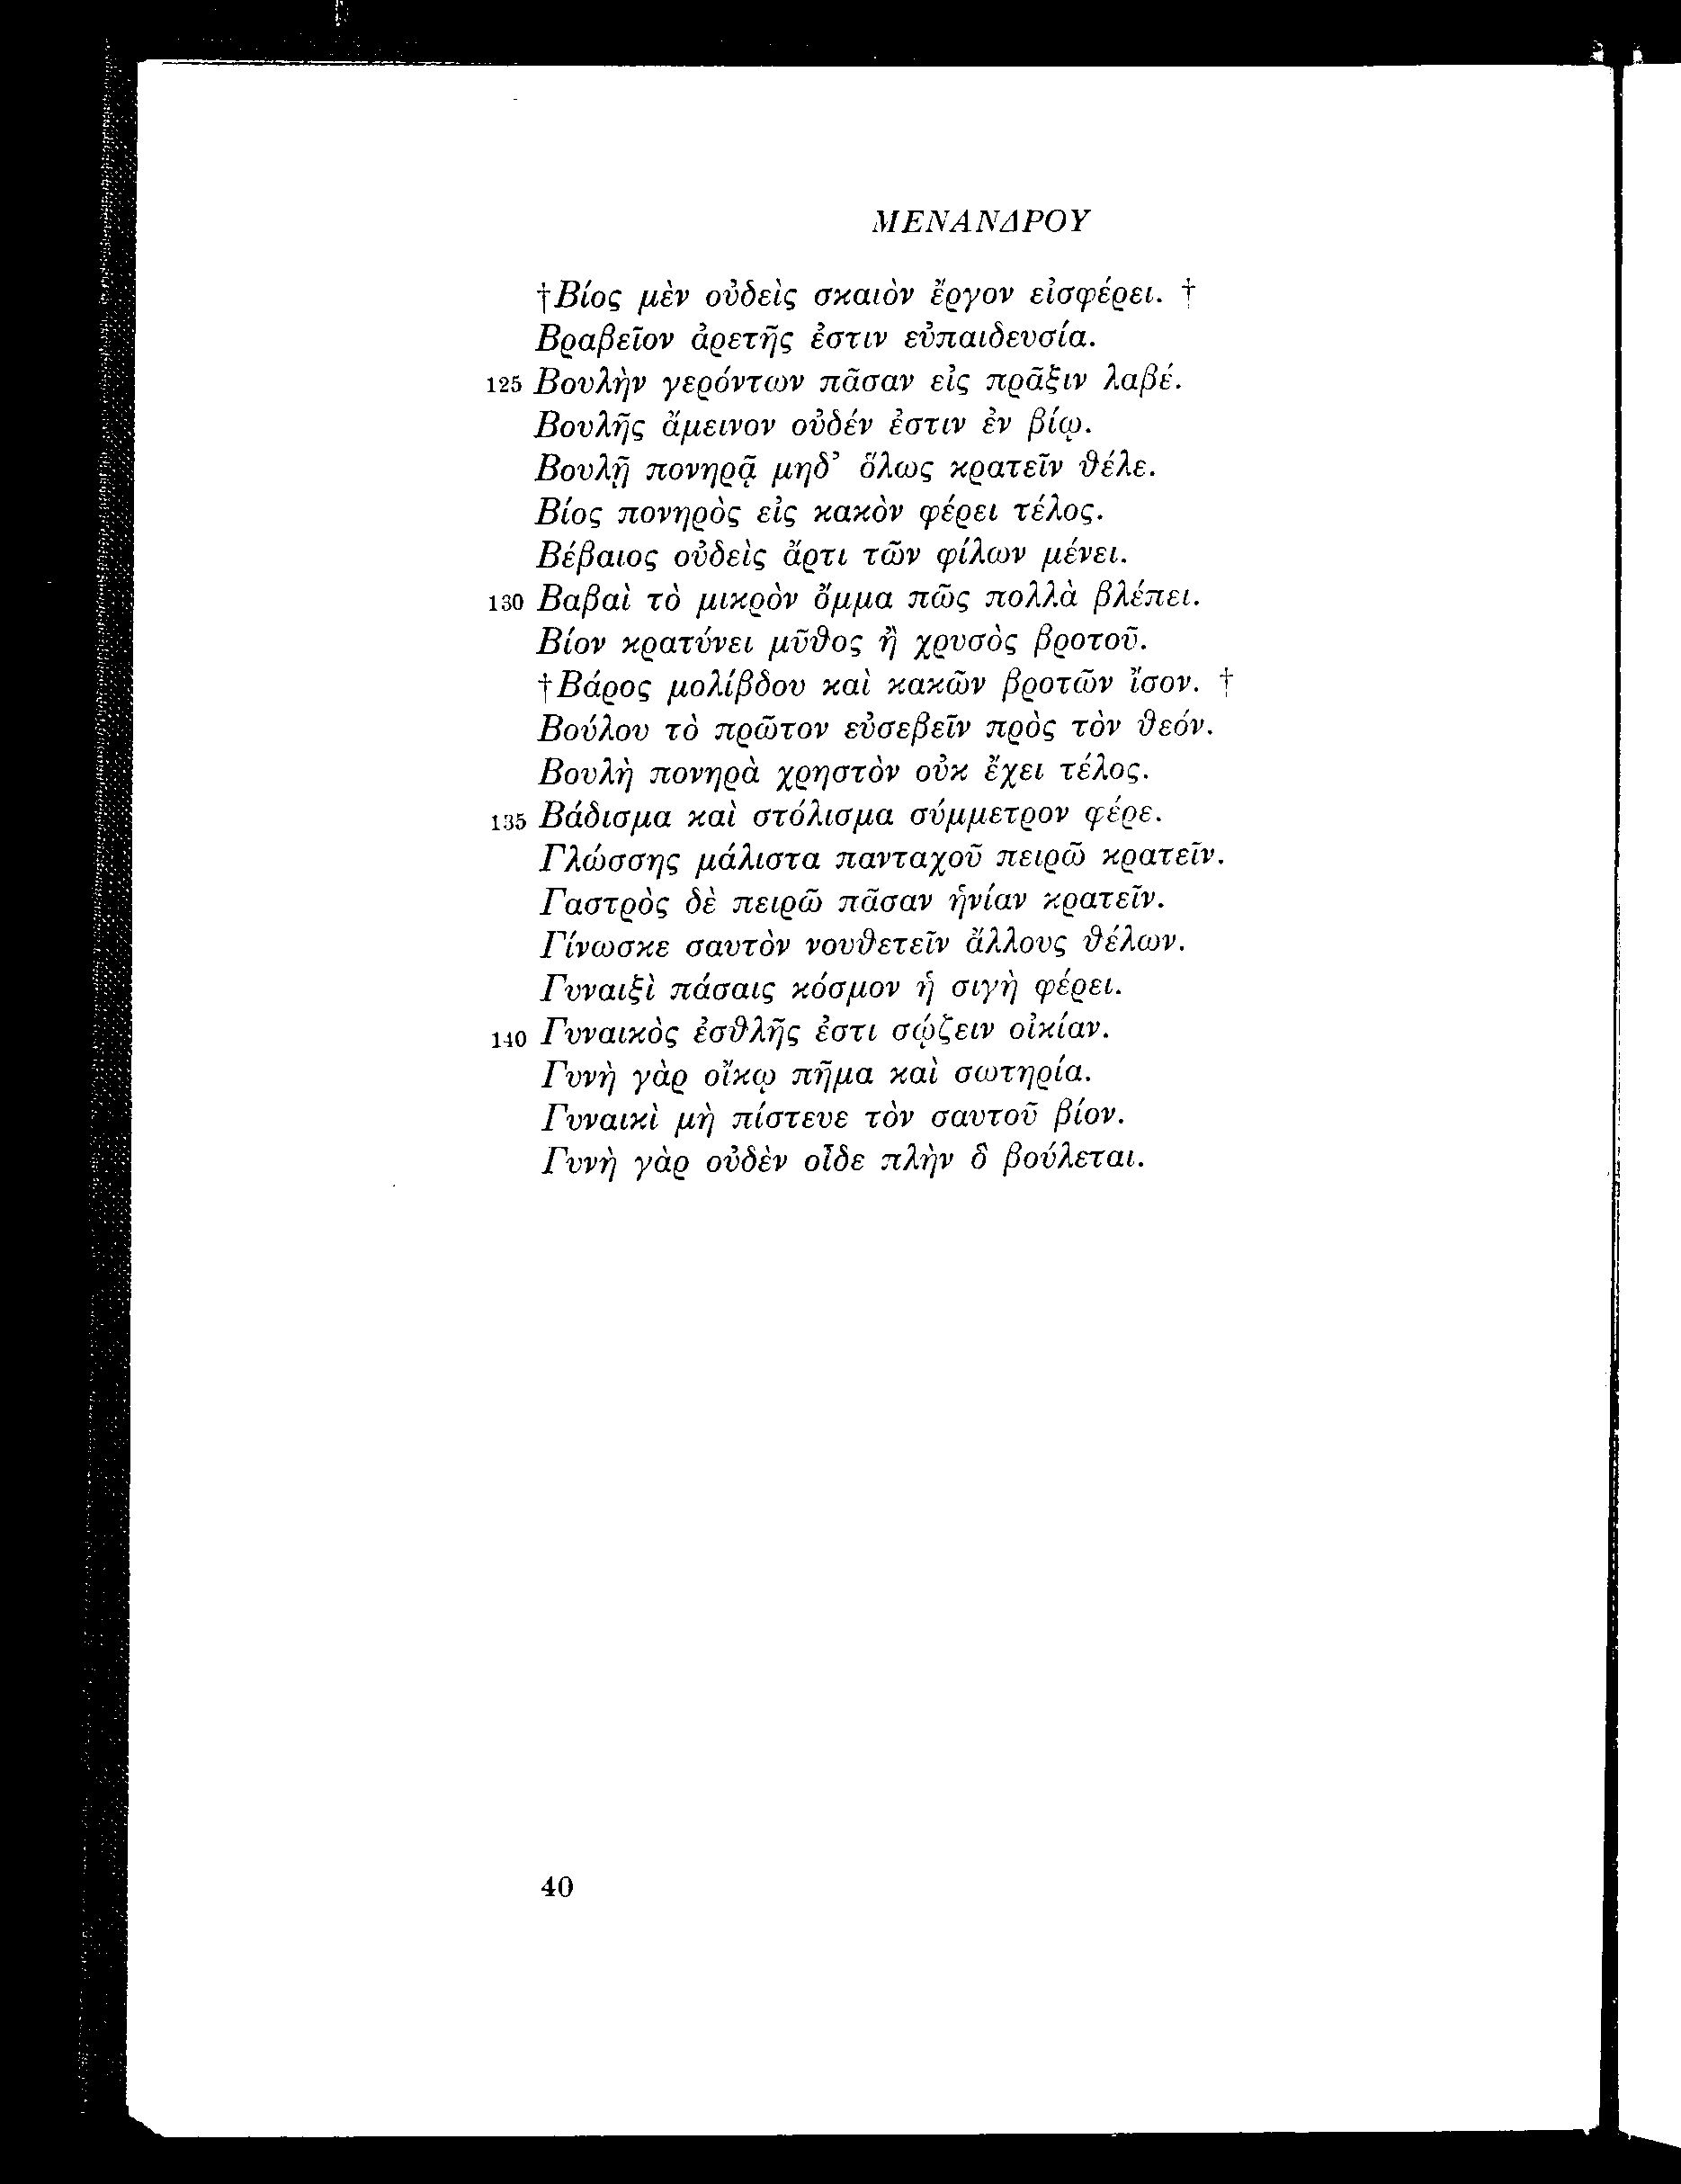 ΜΕΝΑΝΔΡΟΥ
†Βίος μὲν οὐδεὶς σκαιὸν ἔργον εἰσφέρει. †
Βραβεῖον ἀρετῆς ἐστιν εὐπαιδευσία.
125 Βουλὴν γερόντων πᾶσαν εἰς πρᾶξιν λαβέ.
Βουλῆς ἄμεινον οὐδέν ἐστιν ἐν βίῳ.
Βουλῇ πονηρᾷ μηδ’ ὅλως κρατεῖν θέλε.
Βίος πονηρὸς εἰς κακὸν φέρει τέλος.
Βέβαιος οὐδεὶς ἄρτι τῶν φίλων μένει.
130 Βαβαὶ τὸ μικρὸν ὄμμα πῶς πολλὰ βλέπει.
Βίον κρατύνει μῦθος ἢ χρυσὸς βροτοῦ.
†Βάρος μολίβδου καὶ κακῶν βροτῶν ἴσον. †
Βούλου τὸ πρῶτον εὐσεβεῖν πρὸς τὸν θεόν.
Βουλὴ πονηρὰ χρηστὸν οὐκ ἔχει τέλος.
135 Βάδισμα καὶ στόλισμα σύμμετρον φέρε.
Γλώσσης μάλιστα πανταχοῦ πειρῶ κρατεῖν.
Γαστρὸς δὲ πειρῶ πᾶσαν ἡνίαν κρατεῖν.
Γίνωσκε σαυτὸν νουθετεῖν ἄλλους θέλων.
Γυναιξὶ πάσαις κόσμον ἡ σιγὴ φέρει.
140 Γυναικὸς ἐσθλῆς ἐστι σῴζειν οἰκίαν.
Γυνὴ γὰρ οἴκῳ πῆμα καὶ σωτηρία.
Γυναικὶ μὴ πίστευε τὸν σαυτοῦ βίον.
Γυνὴ γὰρ οὐδὲν οἶδε πλὴν ὃ βούλεται.
40